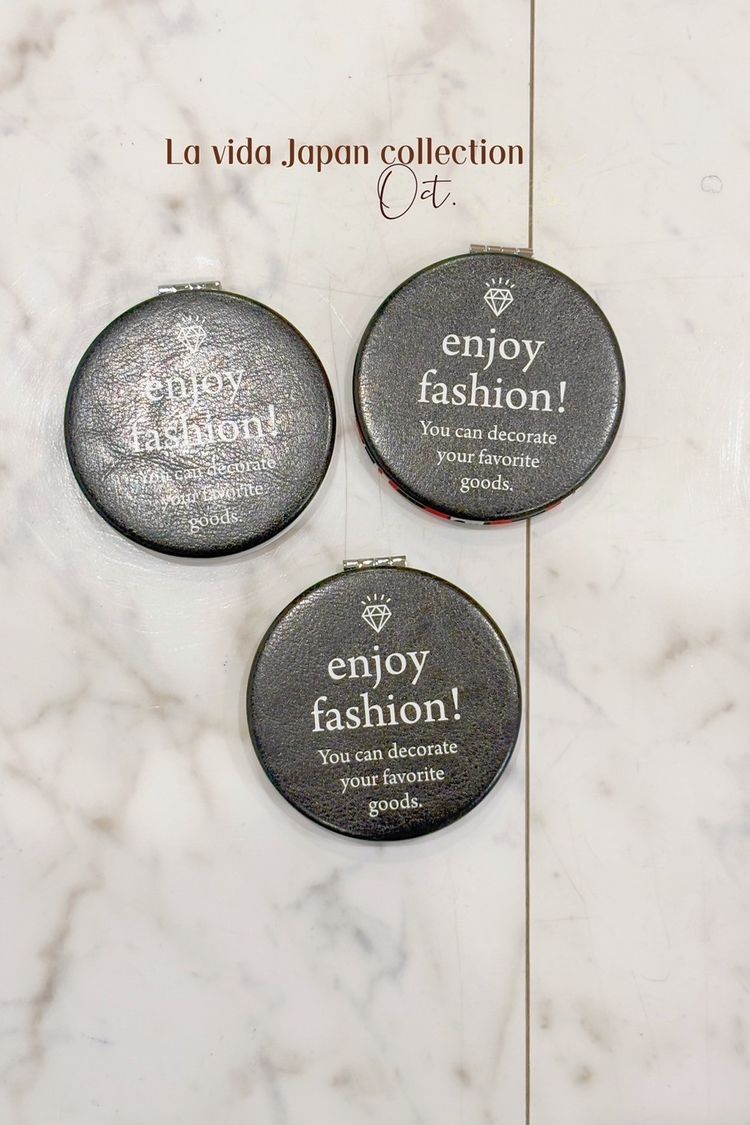 La vida Japan collection
Oct.
enjoy
fashion!
You can decorate
your favorite
goods.
enjoy
fashion!
You can decorate
your favorite
goods.
enjoy
fashion!
You can decorate
your favorite
goods.